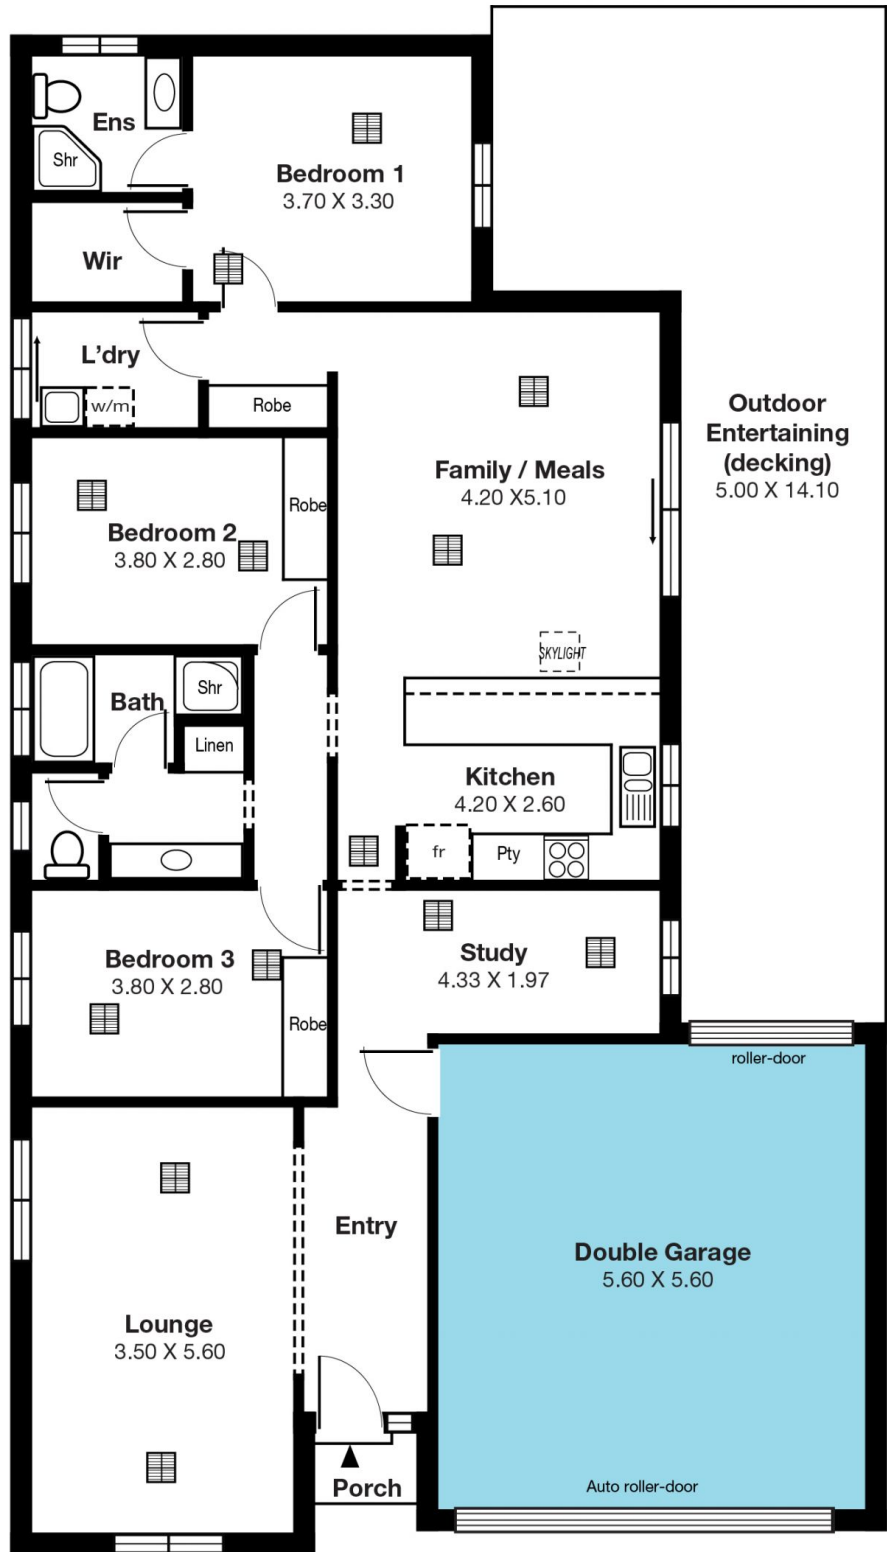 Ens
Shr
Bedroom 1
3.70 X 3.30
Wir
L'dry
w/m
Robe
Family / Meals
4.20 X5.10
Outdoor
Entertaining
(decking)
5.00 X 14.10
Robe
Bedroom 2
3.80 X 2.80
SKYLIGHT
Bath
Shr
Linen
Kitchen
4.20 X 2.60
fr
Pty
Bedroom 3
3.80 X 2.80
Robe
Study
4.33 X 1.97
roller-door
Entry
Double Garage
5.60 X 5.60
Lounge
3.50 X 5.60
Porch
Auto roller-door